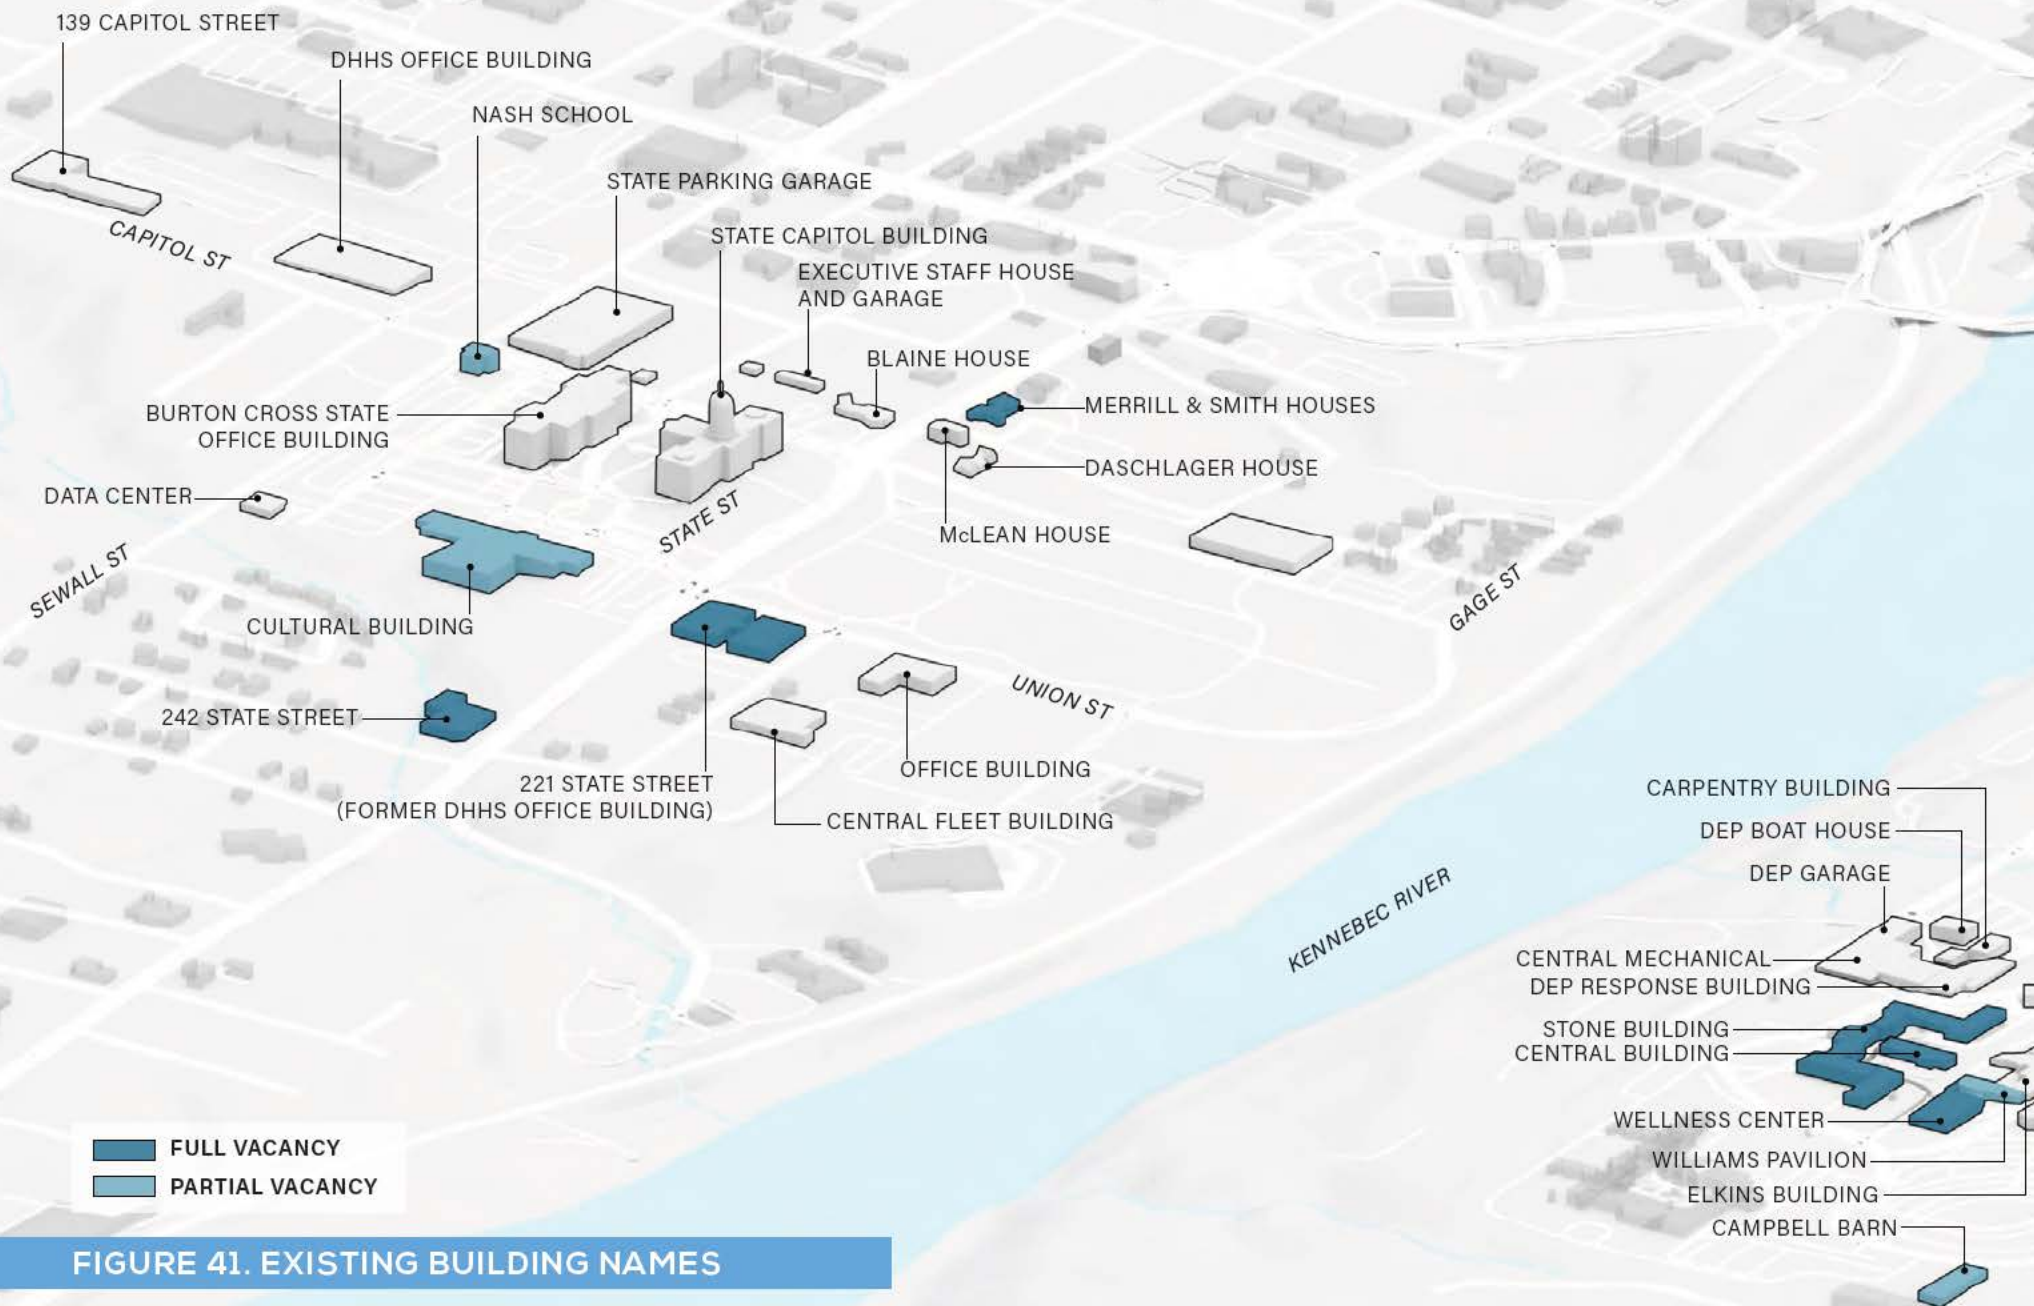 139 CAPITOL STREET
DHHS OFFICE BUILDING
NASH SCHOOL
STATE PARKING GARAGE
CAPITOL ST
STATE CAPITOL BUILDING
EXECUTIVE STAFF HOUSE
AND GARAGE
BLAINE HOUSE
BURTON CROSS STATE
OFFICE BUILDING
MERRILL & SMITH HOUSES
DASCHLAGER HOUSE
DATA CENTER
STATE ST
McLEAN HOUSE
SEWALL ST
GAGE ST
CULTURAL BUILDING
UNION ST
242 STATE STREET
221 STATE STREET
(FORMER DHHS OFFICE BUILDING)
OFFICE BUILDING
CENTRAL FLEET BUILDING
CARPENTRY BUILDING
DEP BOAT HOUSE
DEP GARAGE
KENNEBEC RIVER
CENTRAL MECHANICAL
DEP RESPONSE BUILDING
STONE BUILDING
CENTRAL BUILDING
WELLNESS CENTER
WILLIAMS PAVILION
ELKINS BUILDING
CAMPBELL BARN
FULL VACANCY
PARTIAL VACANCY
FIGURE 41. EXISTING BUILDING NAMES